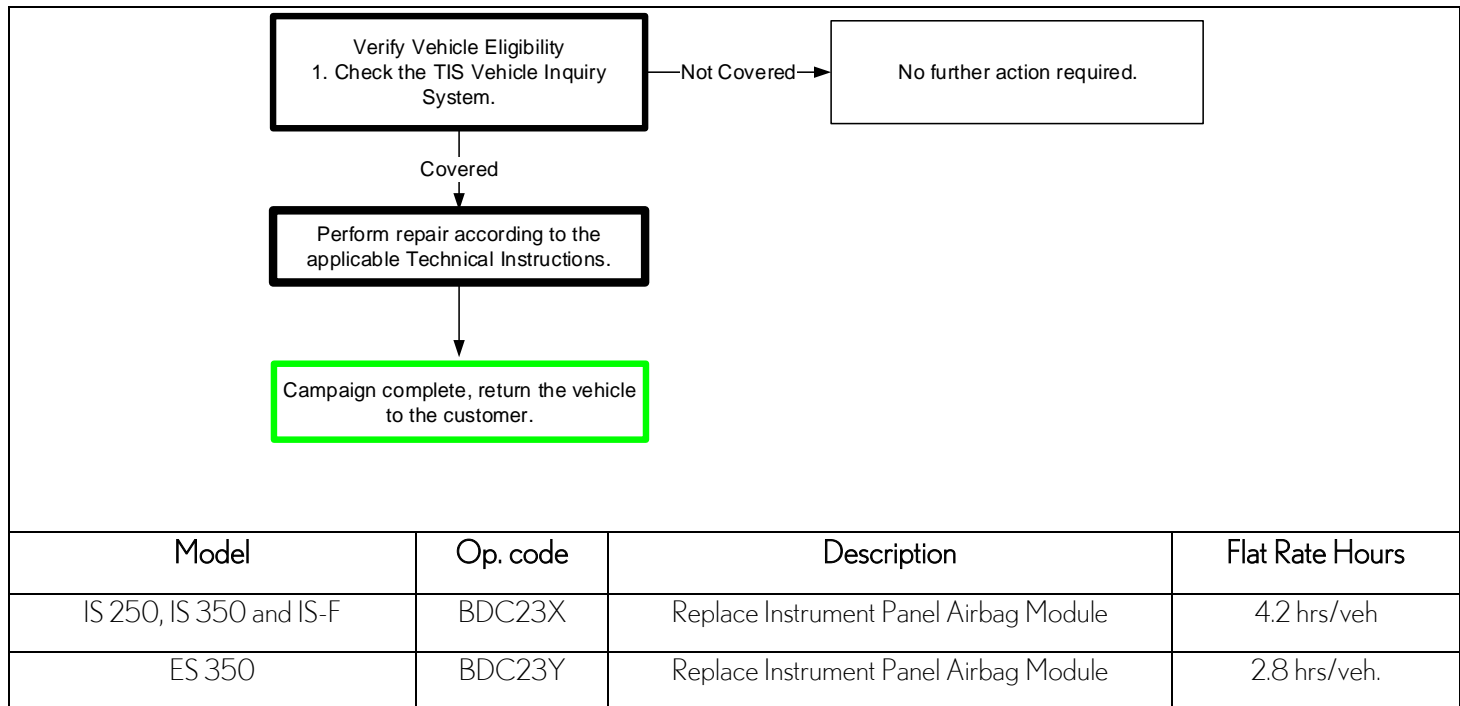 Verify Vehicle Eligibility
1. Check the TIS Vehicle Inquiry
System.
Not Covered
No further action required.
Covered
Perform repair according to the
applicable Technical Instructions.
Campaign complete, return the vehicle
to the customer.
Model Op. code Description Flat Rate Hours
IS 250, IS 350 and IS-F BDC23X Replace Instrument Panel Airbag Module 4.2 hrs/veh
ES 350 BDC23Y Replace Instrument Panel Airbag Module 2.8 hrs/veh.